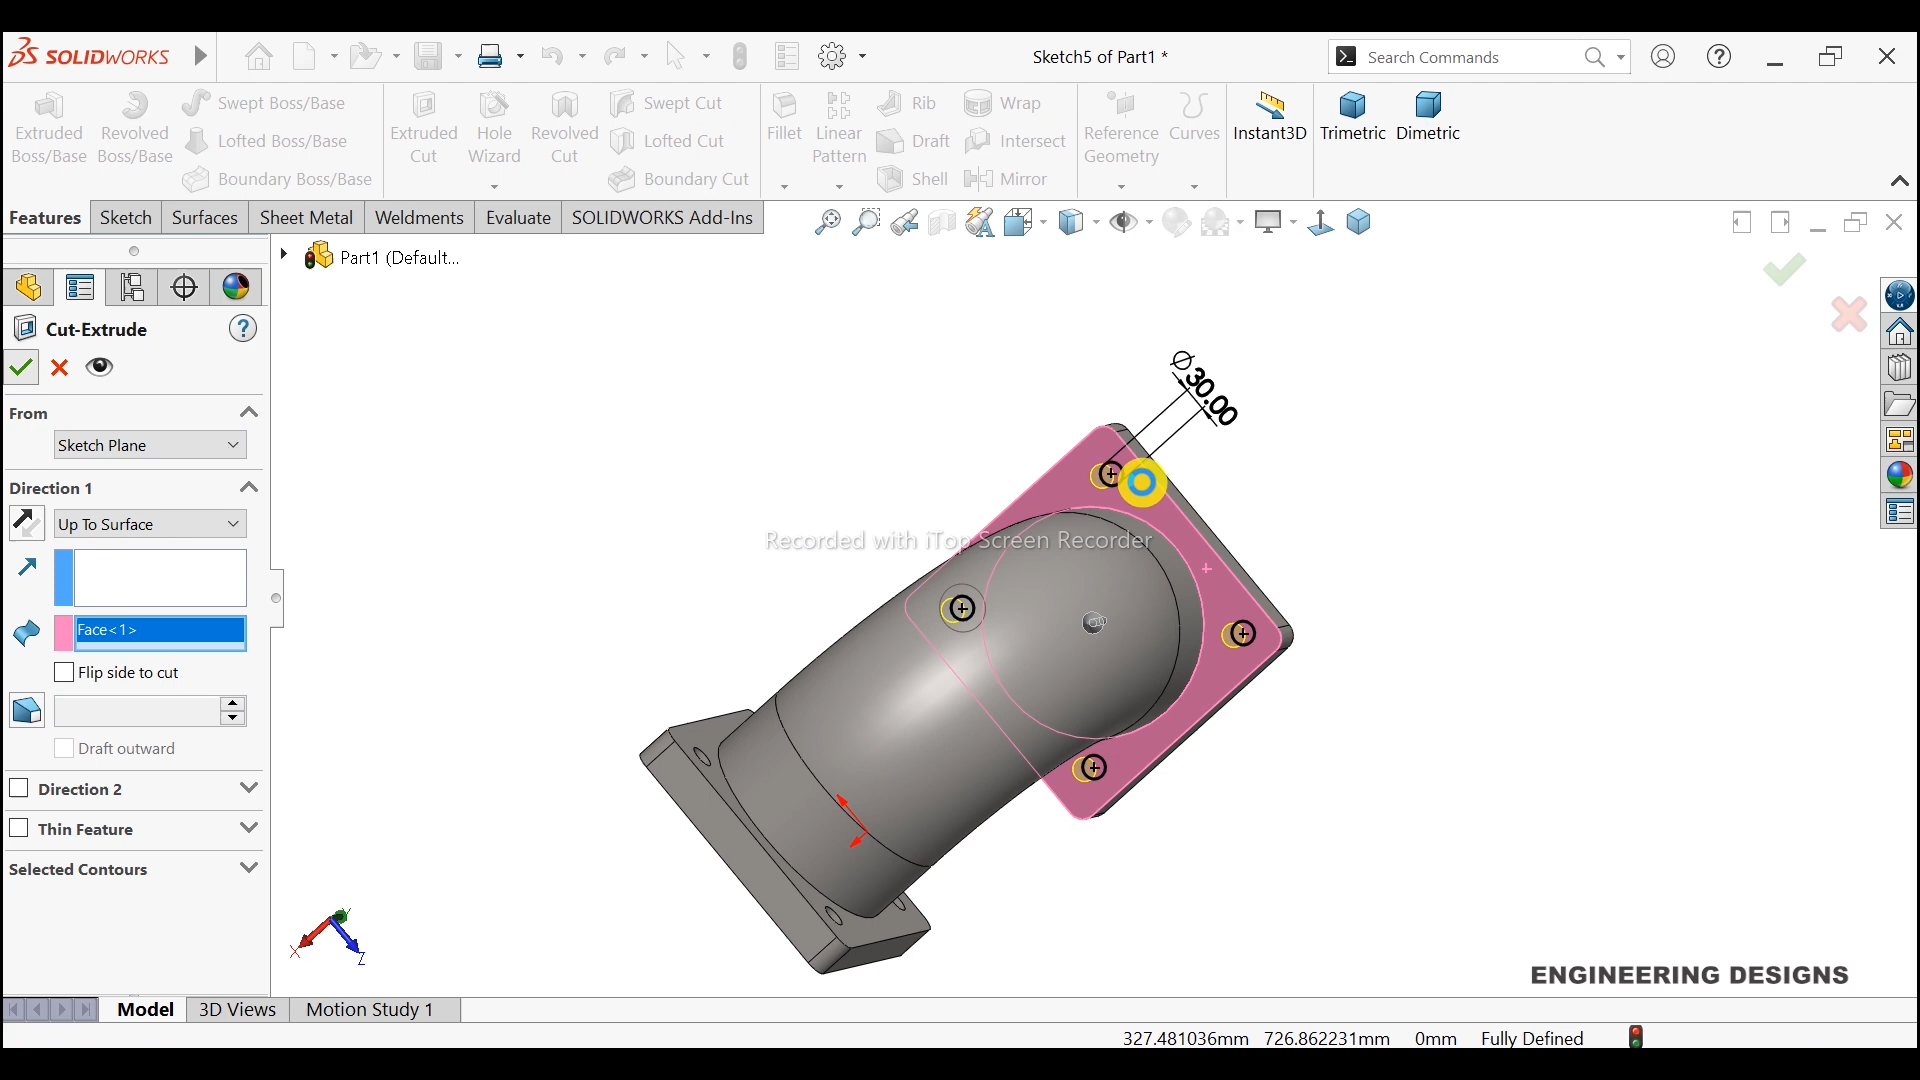 SOLIDWORKS
Sketch5 of Part1 *
Search Commands
Extruded Boss/Base
Revolved Boss/Base
Swept Boss/Base
Lofted Boss/Base
Boundary Boss/Base
Extruded Cut
Hole Wizard
Revolved Cut
Swept Cut
Lofted Cut
Boundary Cut
Fillet
Linear Pattern
Rib
Draft
Shell
Wrap
Intersect
Mirror
Reference Geometry
Curves
Instant3D
Trimetric
Dimetric
Features
Sketch
Surfaces
Sheet Metal
Weldments
Evaluate
SOLIDWORKS Add-Ins
Part1 (Default...
Cut-Extrude
From
Sketch Plane
Direction 1
Up To Surface
Face<1>
Flip side to cut
Draft outward
Direction 2
Thin Feature
Selected Contours
∅30.00
Recorded with iTop Screen Recorder
X
Y
Z
ENGINEERING DESIGNS
Model
3D Views
Motion Study 1
327.481036mm 726.862231mm 0mm Fully Defined